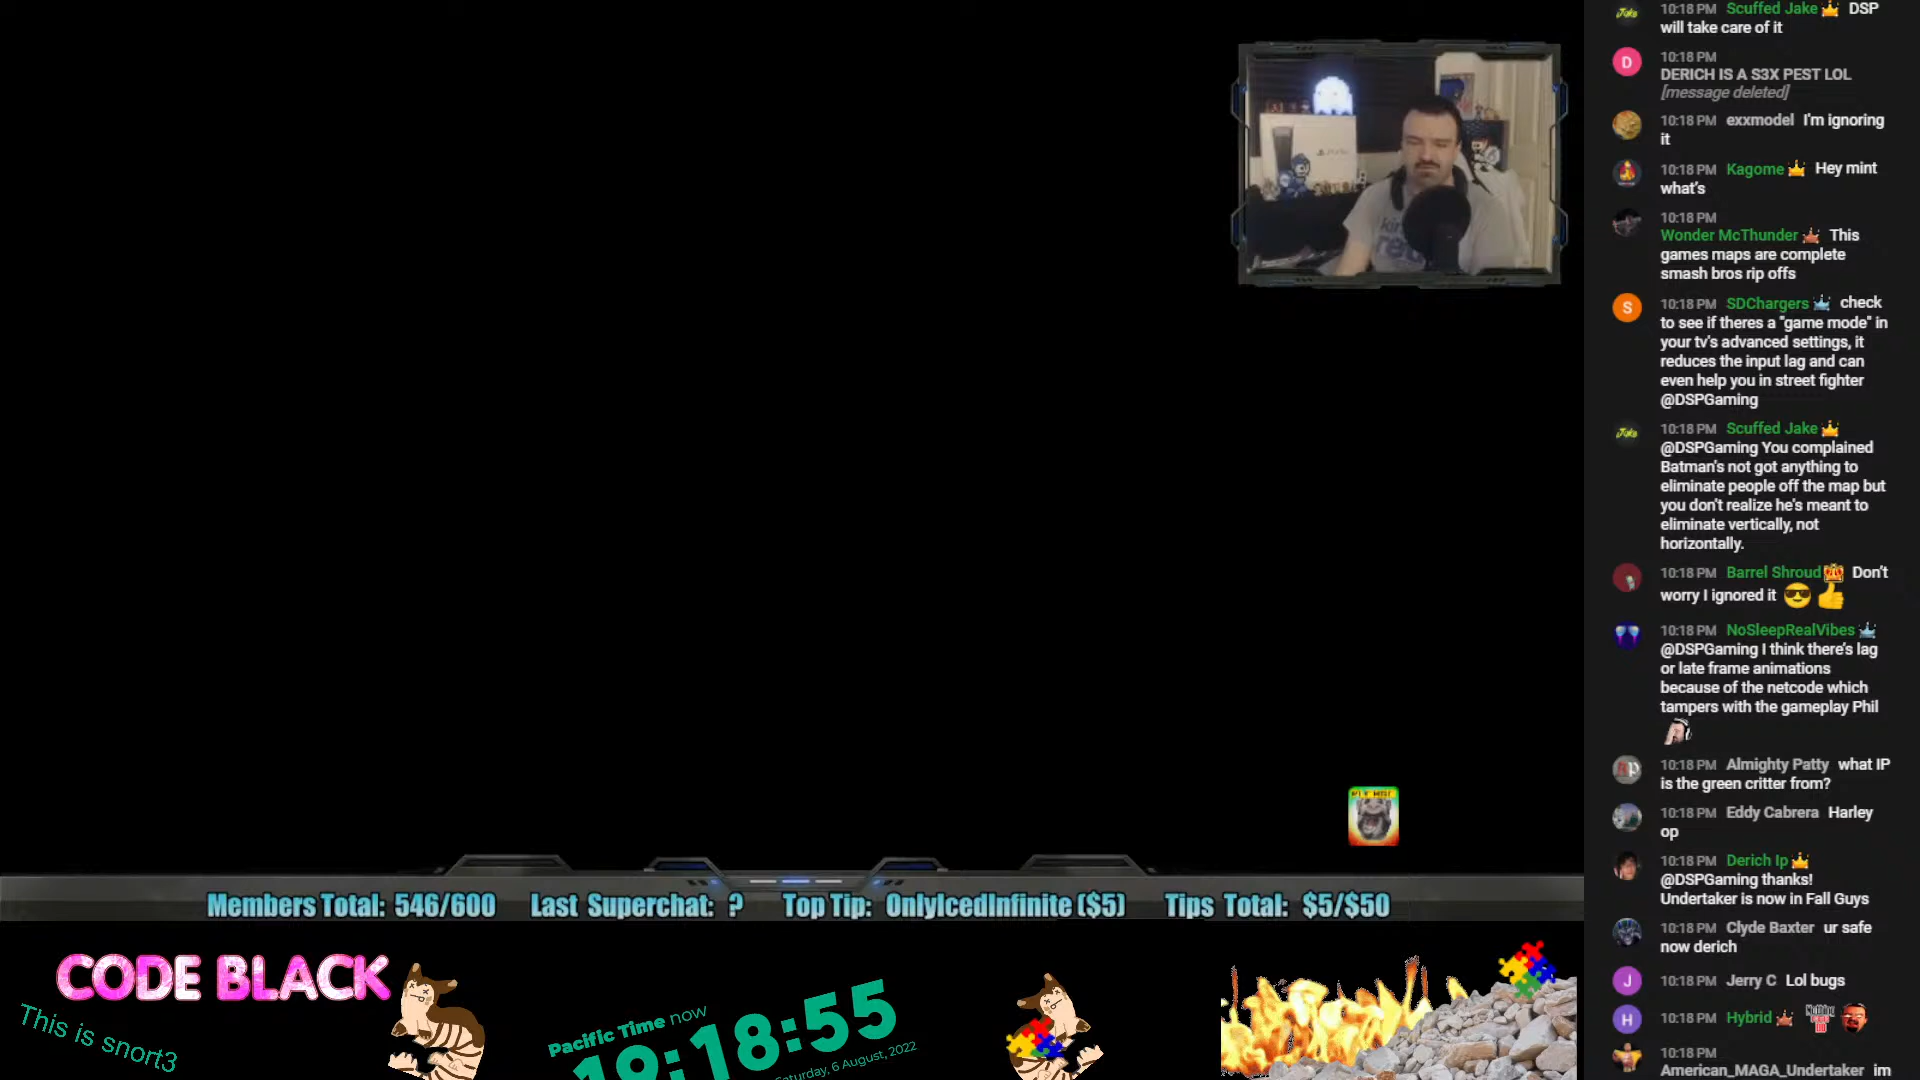 10:18 PM Scuffed Jake DSP
will take care of it
D
10:18 PM
DERICH IS A S3X PEST LOL
[message deleted]
10:18 PM exxmodel I'm ignoring
it
10:18 PM Kagome Hey mint
what's
10:18 PM
Wonder McThunder This
games maps are complete
smash bros rip offs
S
10:18 PM SDChargers check
to see if theres a "game mode" in
your tv's advanced settings, it
reduces the input lag and can
even help you in street fighter
@DSPGaming
10:18 PM Scuffed Jake
@DSPGaming You complained
Batman's not got anything to
eliminate people off the map but
you don't realize he's meant to
eliminate vertically, not
horizontally.
10:18 PM Barrel Shroud Don't
worry I ignored it
10:18 PM NoSleepRealVibes
@DSPGaming I think there's lag
or late frame animations
because of the netcode which
tampers with the gameplay Phil
10:18 PM Almighty Patty what IP
is the green critter from?
10:18 PM Eddy Cabrera Harley
op
10:18 PM Derich Ip
@DSPGaming thanks!
Undertaker is now in Fall Guys
10:18 PM Clyde Baxter ur safe
now derich
J
10:18 PM Jerry C Lol bugs
H
10:18 PM Hybrid
10:18 PM
American_MAGA_Undertaker im
Members Total: 546/600 Last Superchat: ? Top Tip: OnlyIcedInfinite ($5) Tips Total: $5/$50
CODE BLACK
This is snort3
Pacific Time now
19:18:55
Saturday, 6 August, 2022